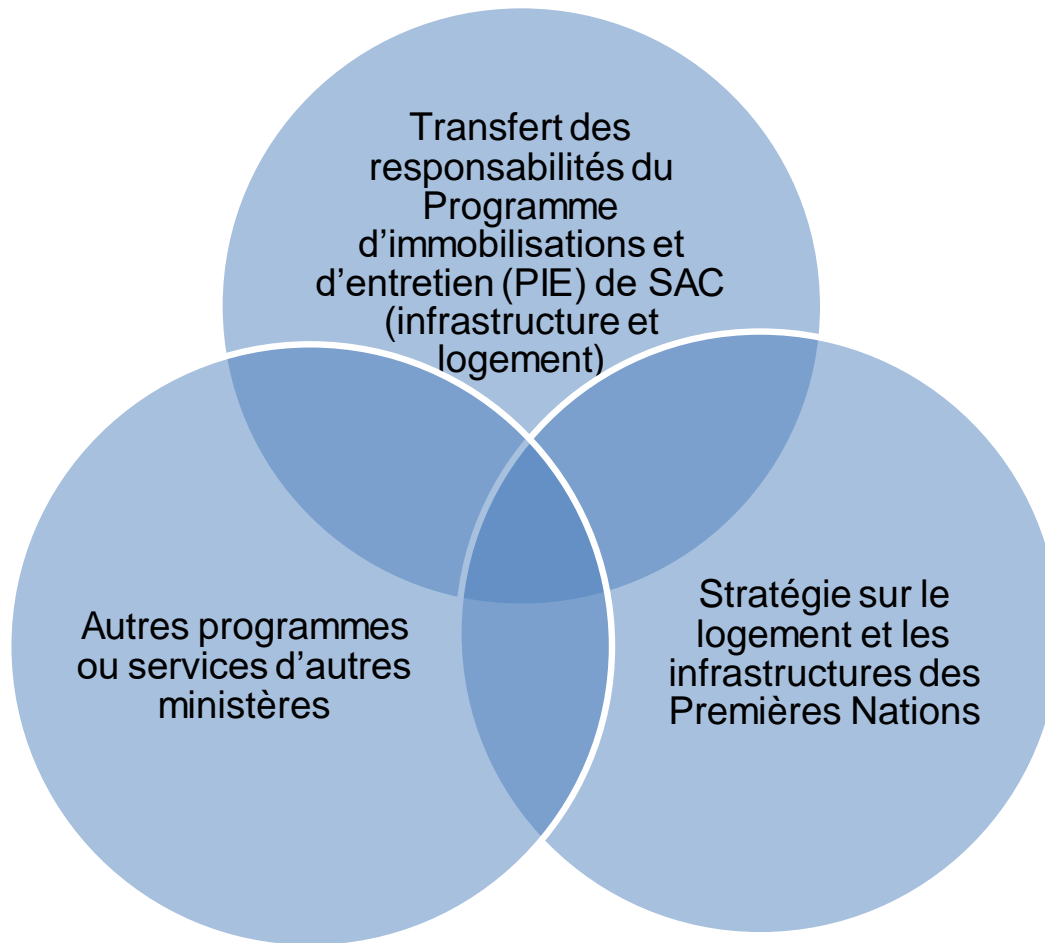 Transfert des
responsabilités du
Programme
d’immobilisations et
d’entretien (PIE) de SAC
(infrastructure et
logement)
Autres programmes
ou services d’autres
ministères
Stratégie sur le
logement et les
infrastructures des
Premières Nations